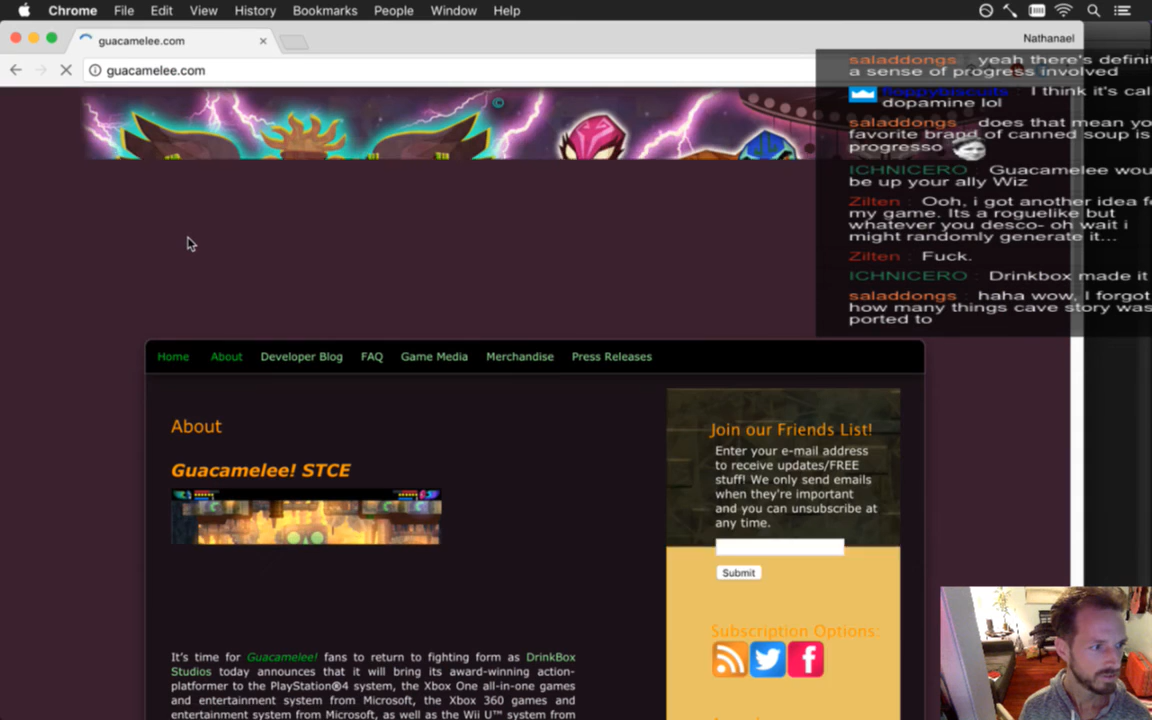 Chrome File Edit View History Bookmarks People Window Help
guacamelee.com
Nathanael
guacamelee.com
saladdongs : yeah there's definit
a sense of progress involved
floppybiscuits : I think it's cal
dopamine lol
saladdongs : does that mean yo
favorite brand of canned soup is
progresso
ICHNICERO : Guacamelee wou
be up your ally Wiz
Zilten : Ooh, i got another idea fo
my game. Its a roguelike but
whatever you desco- oh wait i
might randomly generate it...
Zilten : Fuck.
ICHNICERO : Drinkbox made it
saladdongs : haha wow, I forgot
how many things cave story was
ported to
©
Home About Developer Blog FAQ Game Media Merchandise Press Releases
About
Guacamelee! STCE
It's time for Guacamelee! fans to return to fighting form as DrinkBox
Studios today announces that it will bring its award-winning action-
platformer to the PlayStation®4 system, the Xbox One all-in-one games
and entertainment system from Microsoft, the Xbox 360 games and
entertainment system from Microsoft, as well as the Wii U™ system from
Join our Friends List!
Enter your e-mail address
to receive updates/FREE
stuff! We only send emails
when they're important
and you can unsubscribe at
any time.
Submit
Subscription Options: